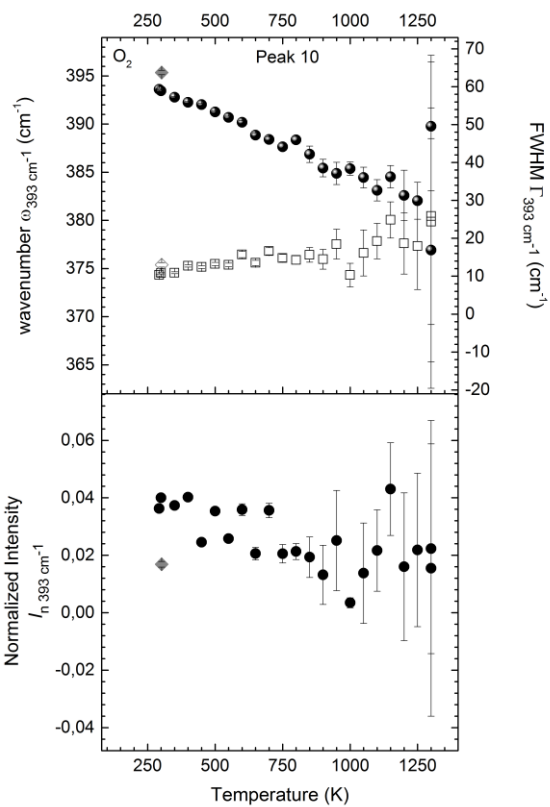 250 500 750 1000 1250
O2 Peak 10
395
390
385
380
375
370
365
wavenumber ω393 cm-1 (cm-1)
70
60
50
40
30
20
10
0
-10
-20
FWHM Γ393 cm-1 (cm-1)
0,06
0,04
0,02
0,00
-0,02
-0,04
Normalized Intensity
In 393 cm-1
250 500 750 1000 1250
Temperature (K)